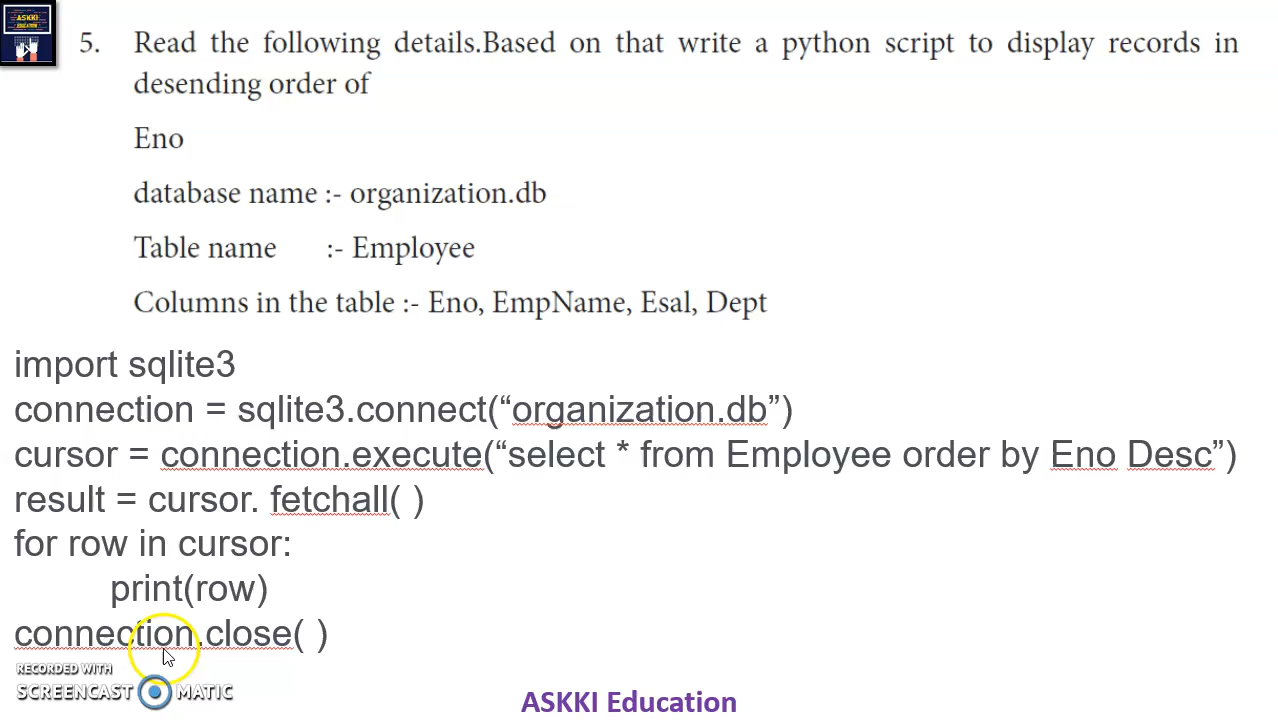 ASKKI
EDUCATION
5. Read the following details.Based on that write a python script to display records in
desending order of
Eno
database name :- organization.db
Table name :- Employee
Columns in the table :- Eno, EmpName, Esal, Dept
import sqlite3
connection = sqlite3.connect(“organization.db”)
cursor = connection.execute(“select * from Employee order by Eno Desc”)
result = cursor. fetchall( )
for row in cursor:
print(row)
connection.close( )
RECORDED WITH
SCREENCAST MATIC
ASKKI Education